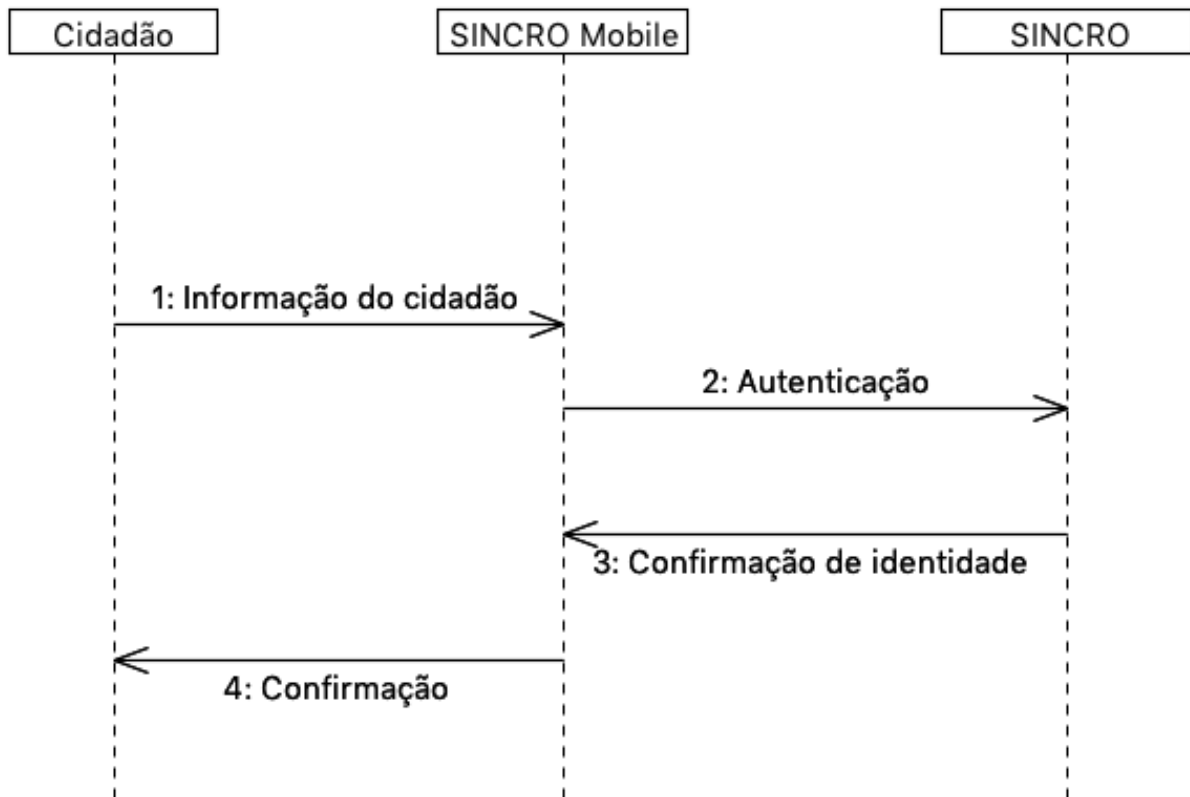 Cidadão
SINCRO Mobile
SINCRO
1: Informação do cidadão
2: Autenticação
3: Confirmação de identidade
4: Confirmação